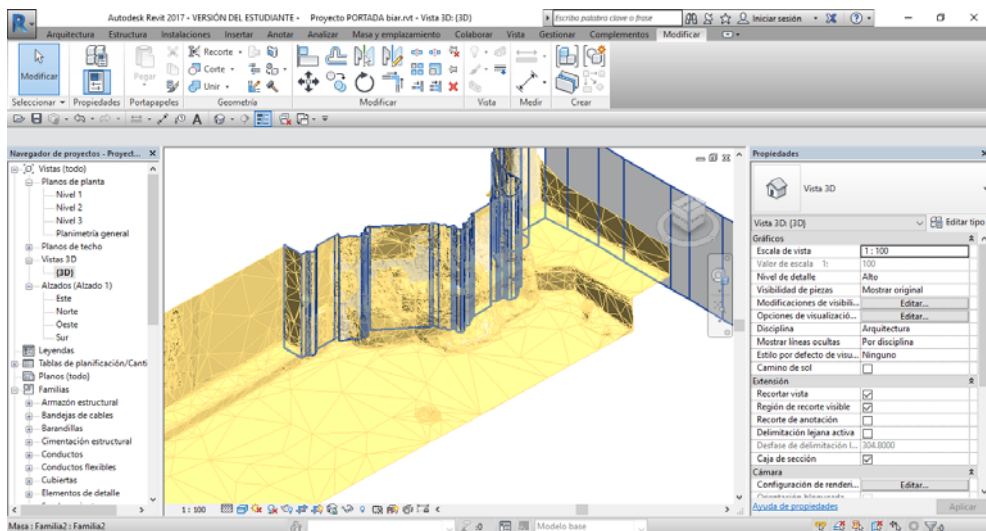 Autodesk Revit 2017 - VERSIÓN DEL ESTUDIANTE - Proyecto PORTADA biar.rvt - Vista 3D: {3D}
Escriba palabra clave o frase
Iniciar sesión
Arquitectura Estructura Instalaciones Insertar Anotar Analizar Masa y emplazamiento Colaborar Vista Gestionar Complementos Modificar
Modificar
Pegar
Recorte
Corte
Unir
Seleccionar Propiedades Portapapeles Geometría Modificar Vista Medir Crear
Navegador de proyectos - Proyect...
Vistas (todo)
Planos de planta
Nivel 1
Nivel 2
Nivel 3
Planimetría general
Planos de techo
Vistas 3D
{3D}
Alzados (Alzado 1)
Este
Norte
Oeste
Sur
Leyendas
Tablas de planificación/Canti
Planos (todo)
Familias
Armazón estructural
Bandejas de cables
Barandillas
Cimentación estructural
Conductos
Conductos flexibles
Cubiertas
Elementos de detalle
Propiedades
Vista 3D
Vista 3D: {3D} Editar tipo
Gráficos
Escala de vista 1 : 100
Valor de escala 1: 100
Nivel de detalle Alto
Visibilidad de piezas Mostrar original
Modificaciones de visibili... Editar...
Opciones de visualizació... Editar...
Disciplina Arquitectura
Mostrar líneas ocultas Por disciplina
Estilo por defecto de visu... Ninguno
Camino de sol
Extensión
Recortar vista
Región de recorte visible
Recorte de anotación
Delimitación lejana activa
Desfase de delimitación l... 304.8000
Caja de sección
Cámara
Configuración de renderi... Editar...
Ayuda de propiedades Aplicar
1 : 100
Masa : Familia2 : Familia2
:0
Modelo base